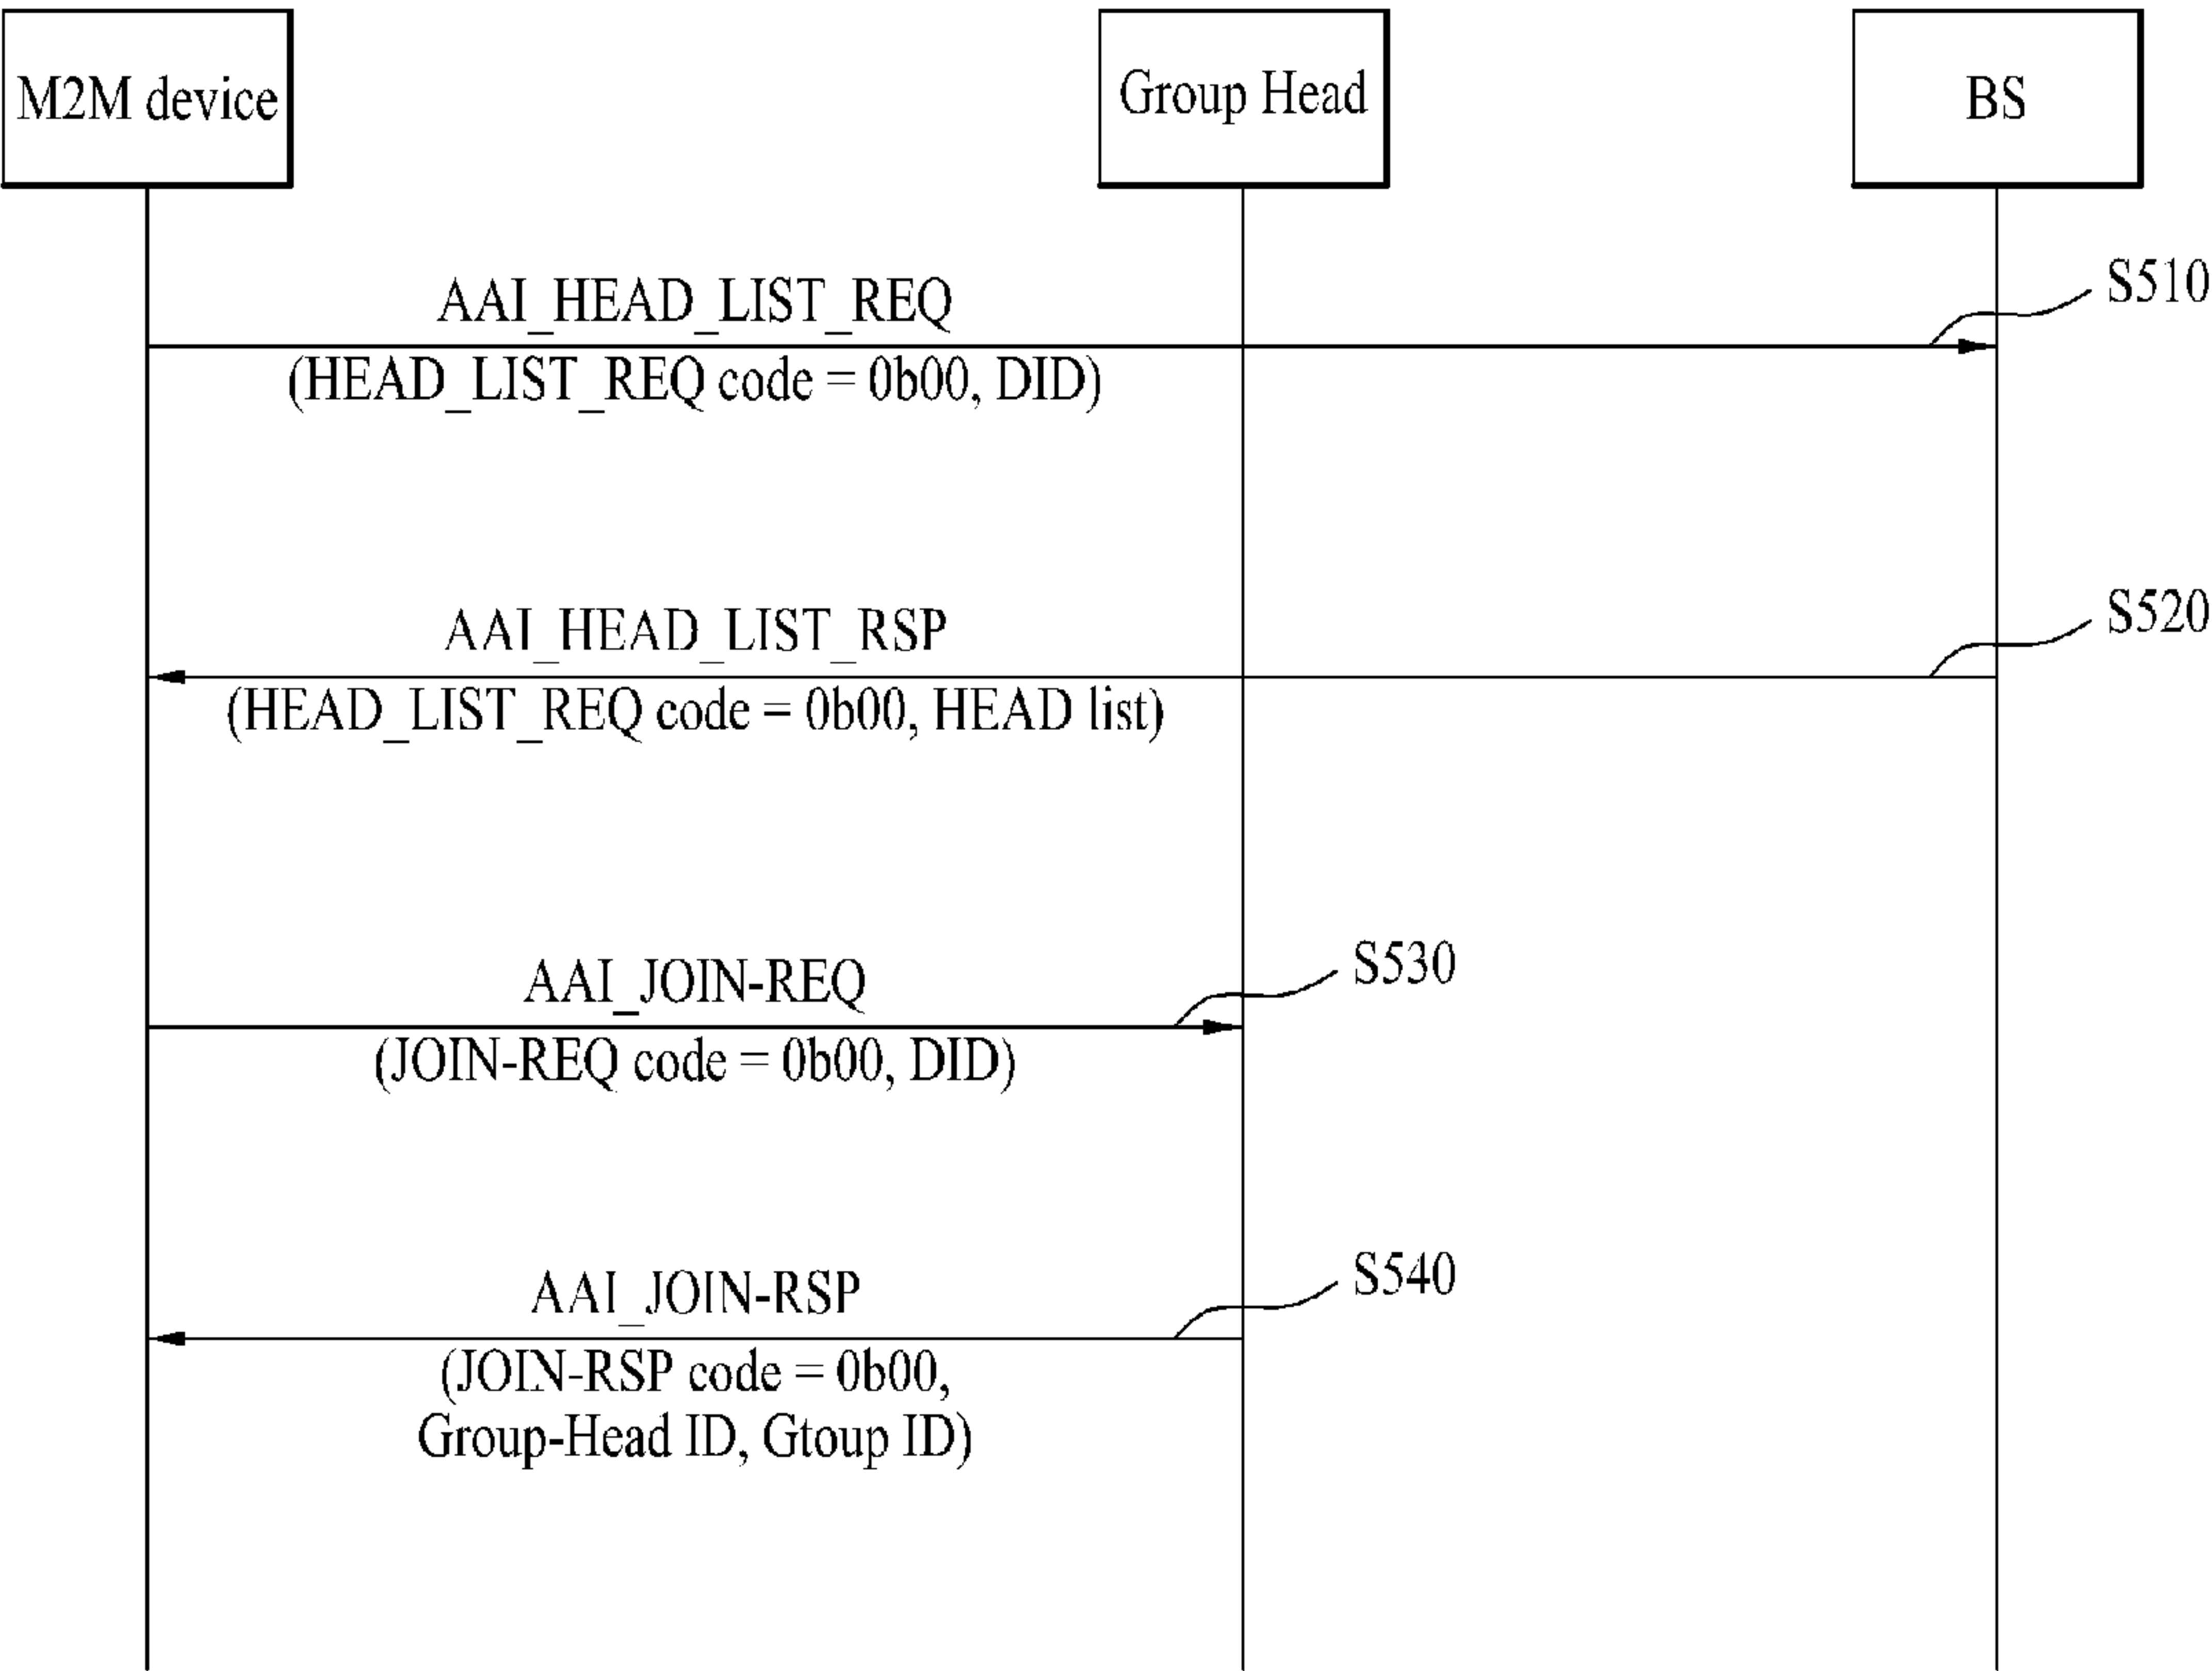 M2M device
Group Head
BS
AAI_HEAD_LIST_REQ
S510
(HEAD_LIST_REQ code = 0b00, DID)
AAI_HEAD_LIST_RSP
S520
(HEAD_LIST_REQ code = 0b00, HEAD list)
AAI_JOIN-REQ
S530
(JOIN-REQ code = 0b00, DID)
AAI_JOIN-RSP
S540
(JOIN-RSP code = 0b00,
Group-Head ID, Gtoup ID)